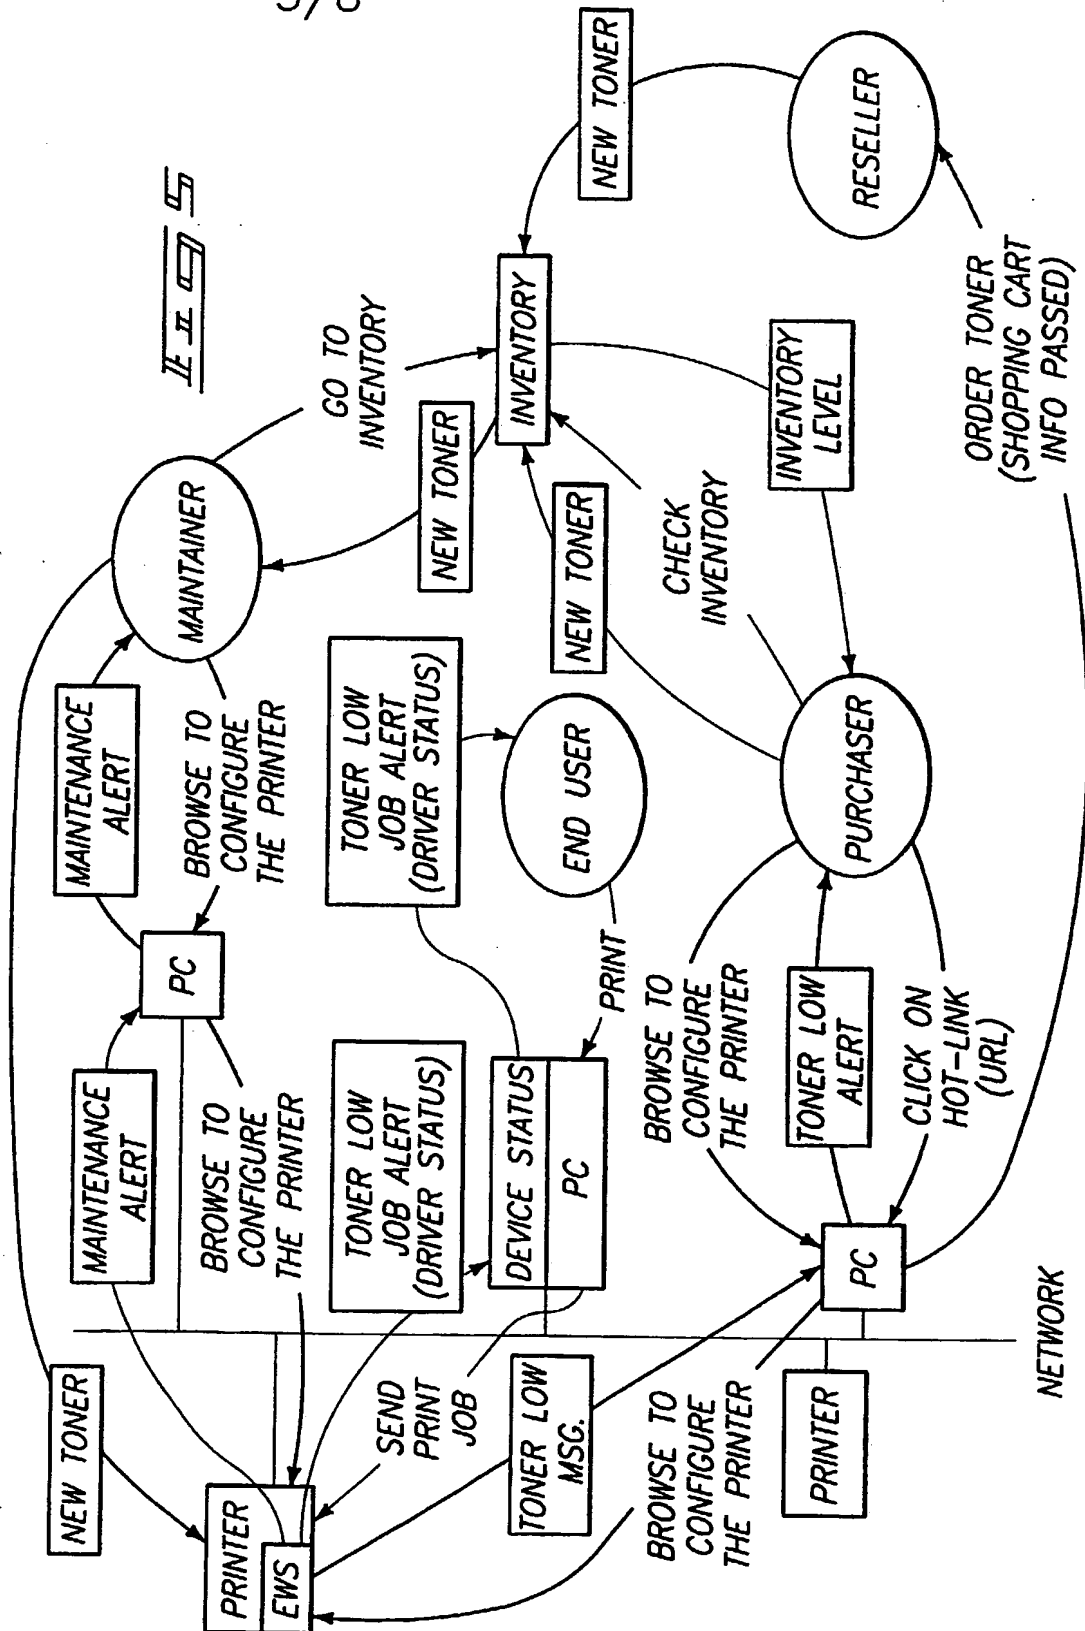 NEW TONER
PRINTER
EWS
MAINTENANCE
ALERT
BROWSE TO
CONFIGURE
THE PRINTER
PC
MAINTENANCE
ALERT
BROWSE TO
CONFIGURE
THE PRINTER
MAINTAINER
GO TO
INVENTORY
FIG 5
SEND
PRINT
JOB
TONER LOW
JOB ALERT
(DRIVER STATUS)
TONER LOW
JOB ALERT
(DRIVER STATUS)
NEW TONER
DEVICE STATUS
PC
PRINT
END USER
NEW TONER
INVENTORY
NEW TONER
TONER LOW
MSG.
BROWSE TO
CONFIGURE
THE PRINTER
PRINTER
BROWSE TO
CONFIGURE
THE PRINTER
TONER LOW
ALERT
PC
CLICK ON
HOT-LINK
(URL)
PURCHASER
CHECK
INVENTORY
INVENTORY
LEVEL
RESELLER
ORDER TONER
(SHOPPING CART
INFO PASSED)
NETWORK